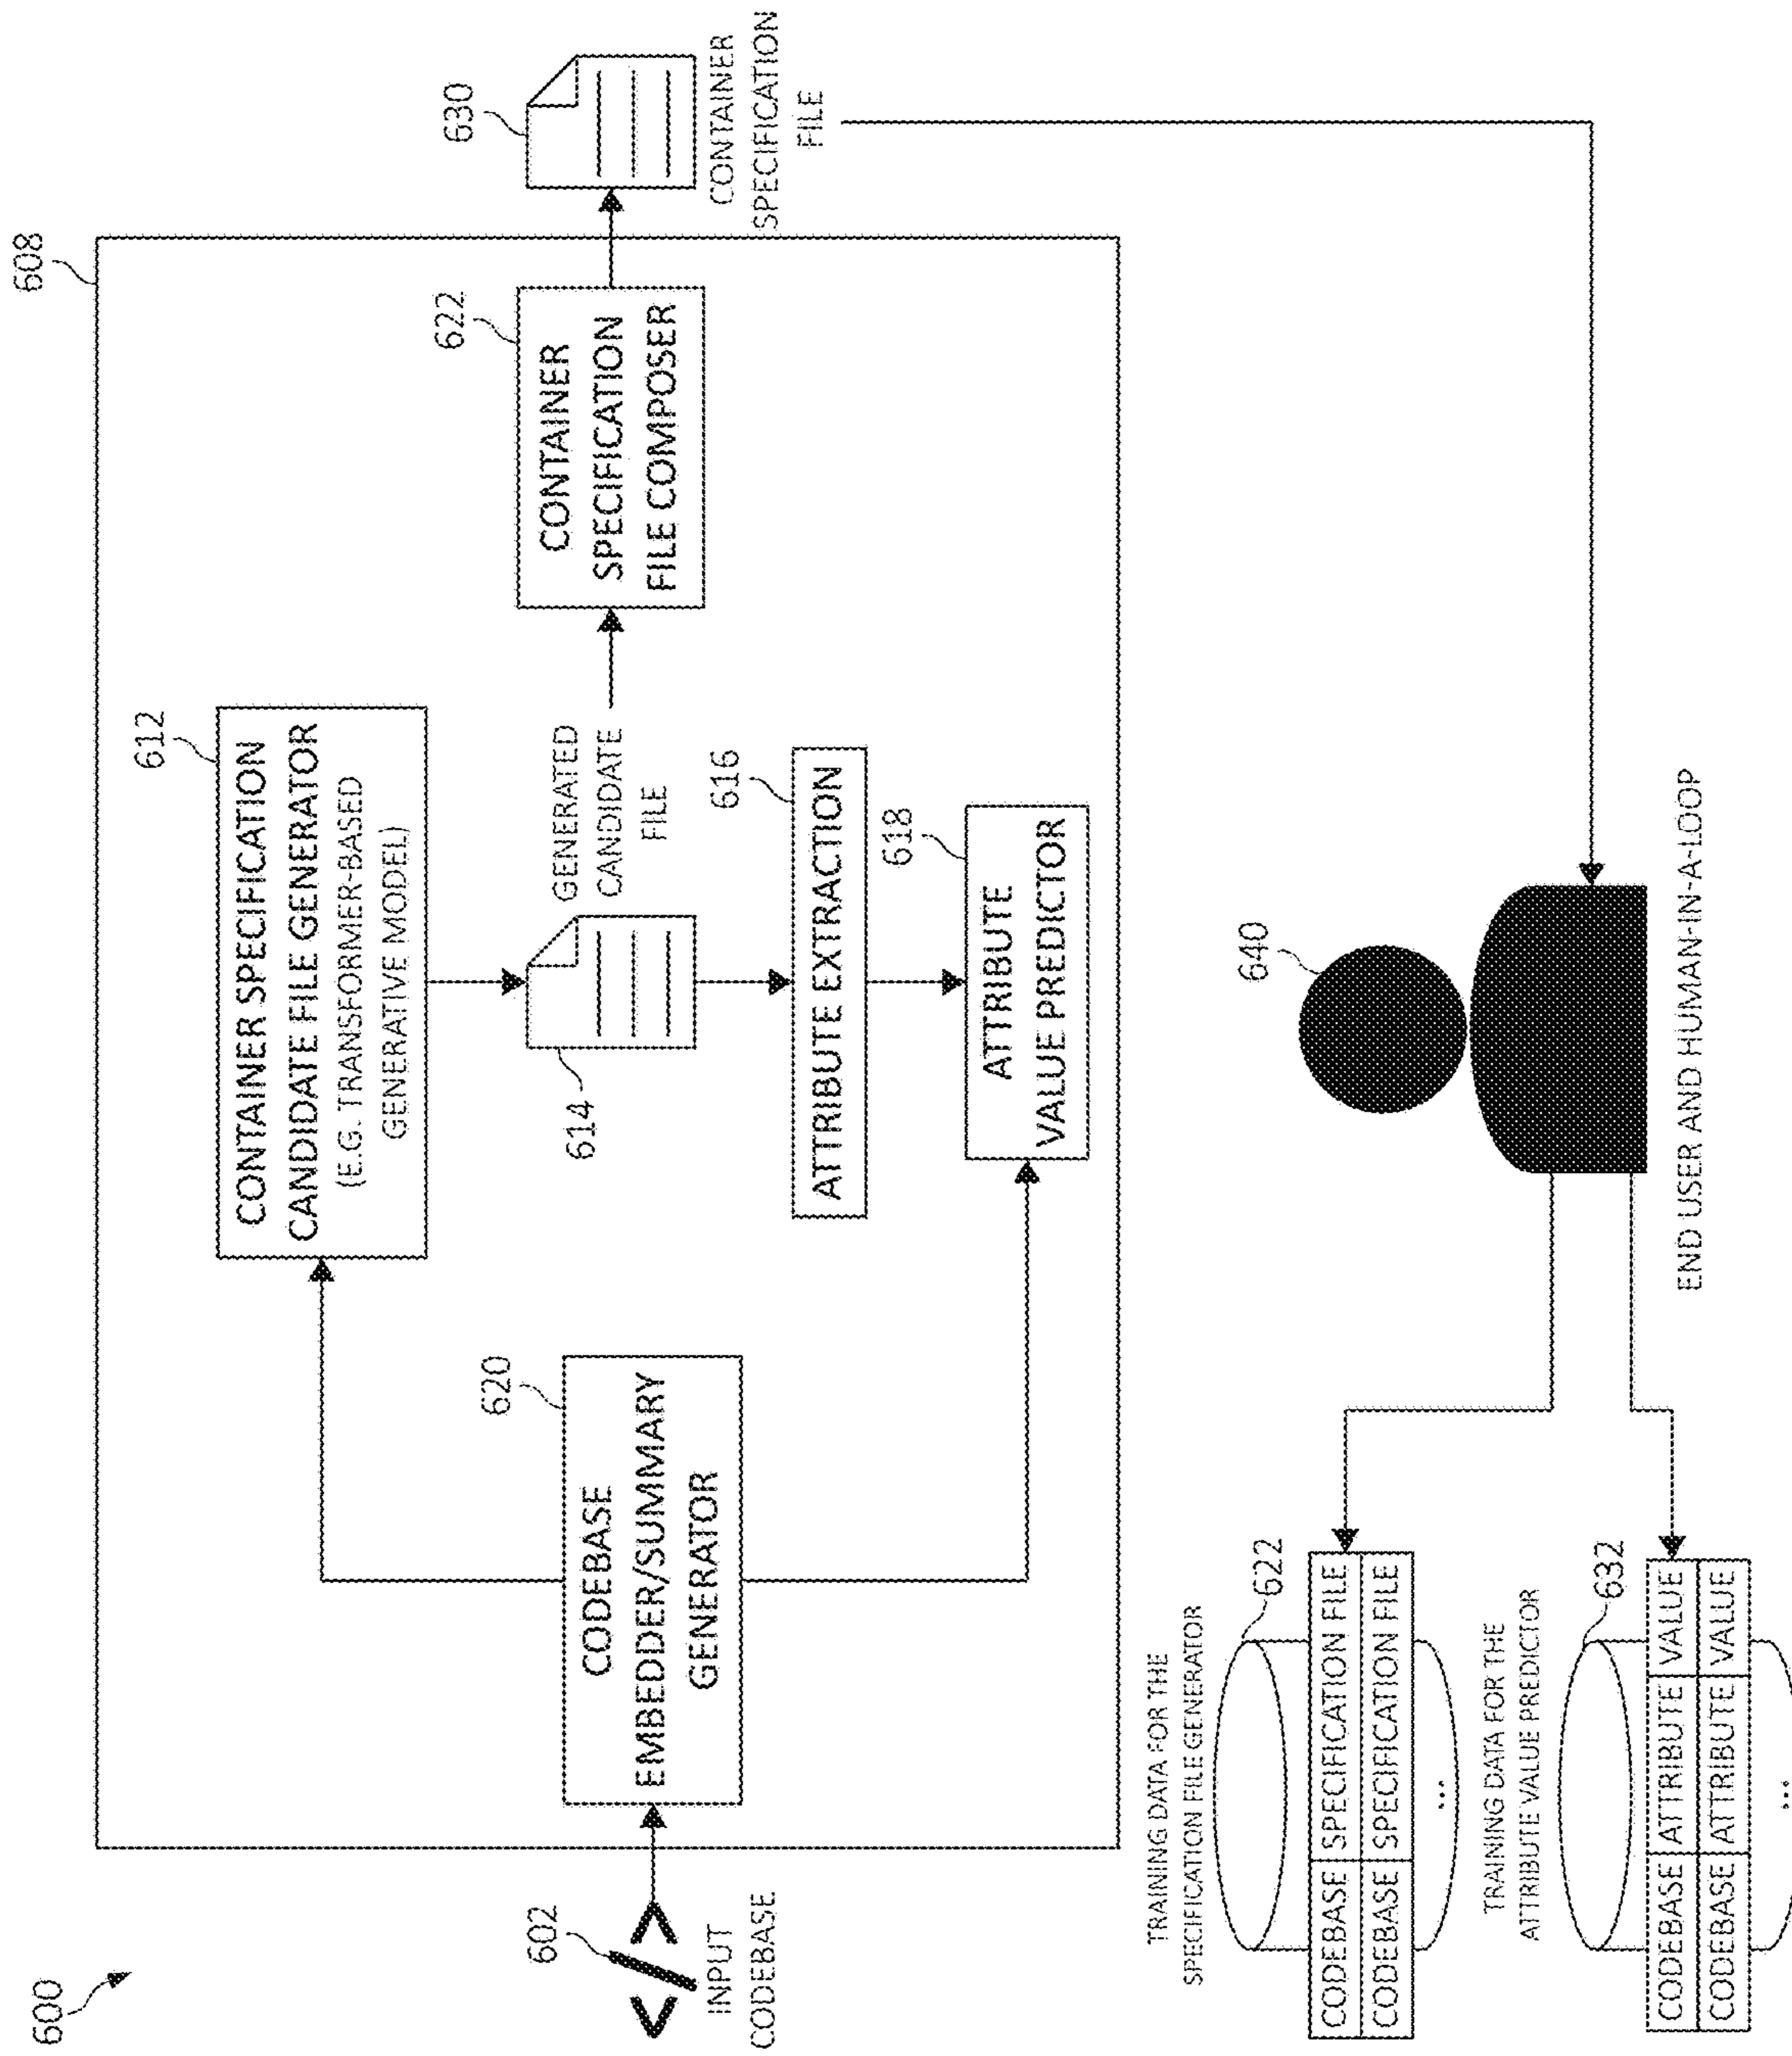 600
608
602
INPUT
CODEBASE
620
CODEBASE
EMBEDDER/SUMMARY
GENERATOR
612
CONTAINER SPECIFICATION
CANDIDATE FILE GENERATOR
(E.G. TRANSFORMER-BASED
GENERATIVE MODEL)
614
GENERATED
CANDIDATE
FILE
616
ATTRIBUTE EXTRACTION
618
ATTRIBUTE
VALUE PREDICTOR
622
CONTAINER
SPECIFICATION
FILE COMPOSER
630
CONTAINER
SPECIFICATION
FILE
TRAINING DATA FOR THE
SPECIFICATION FILE GENERATOR
622
CODEBASE SPECIFICATION FILE
CODEBASE SPECIFICATION FILE
...
TRAINING DATA FOR THE
ATTRIBUTE VALUE PREDICTOR
632
CODEBASE ATTRIBUTE VALUE
CODEBASE ATTRIBUTE VALUE
...
640
END USER AND HUMAN-IN-A-LOOP